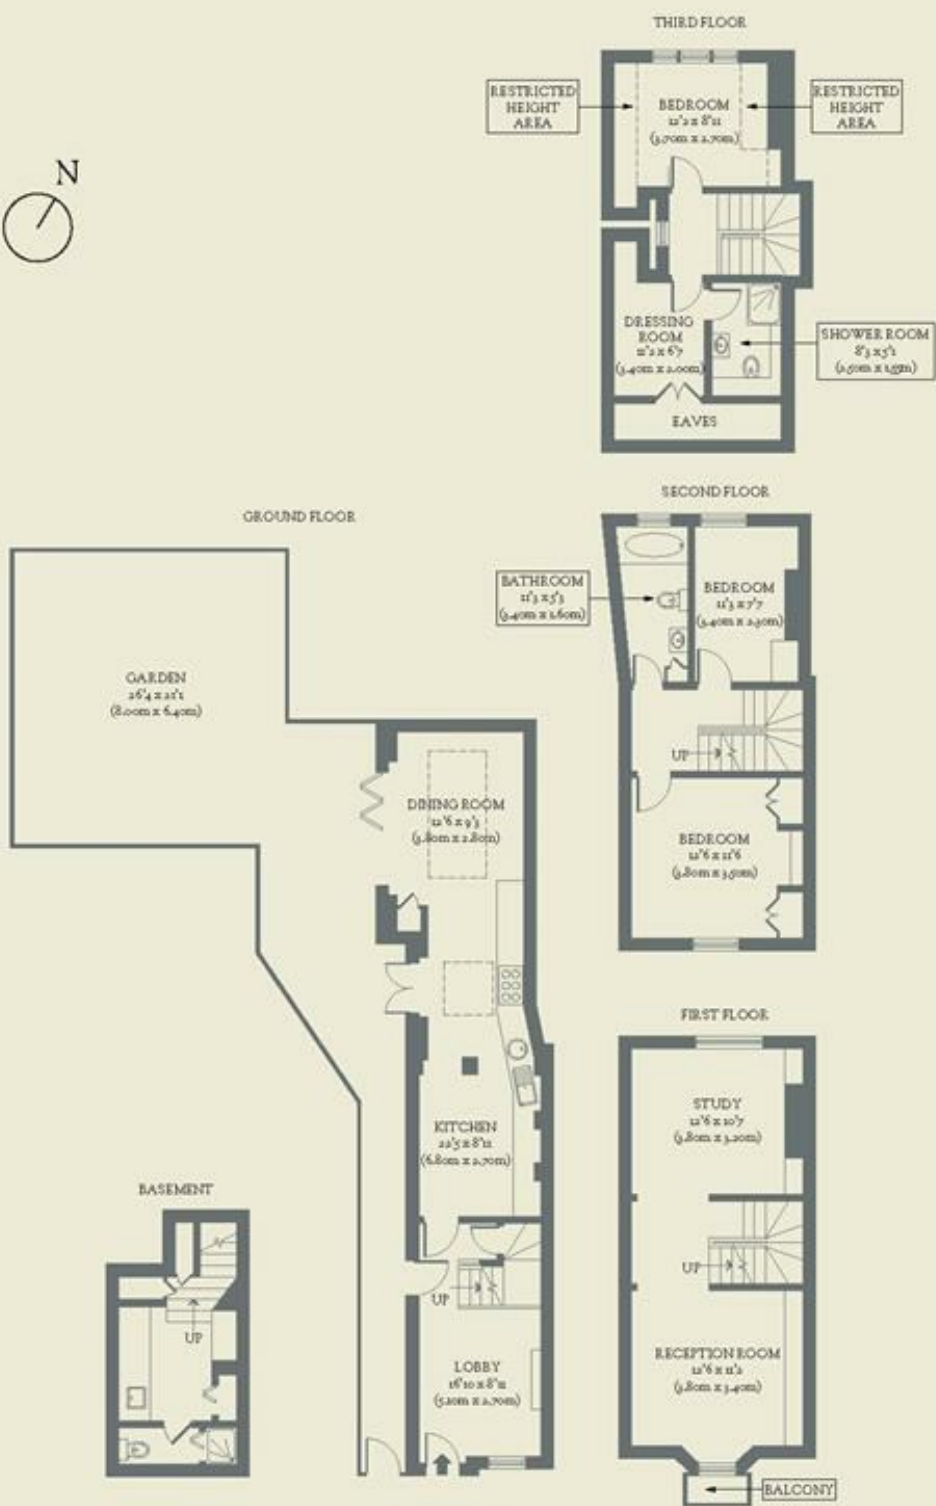 THIRD FLOOR
RESTRICTED
HEIGHT
AREA
BEDROOM
12'2 x 8'11
(3.70m x 2.70m)
RESTRICTED
HEIGHT
AREA
N
DRESSING
ROOM
11'2 x 6'7
(3.40m x 2.00m)
SHOWER ROOM
8'3 x 5'1
(2.50m x 1.55m)
EAVES
SECOND FLOOR
BATHROOM
11'3 x 5'3
(3.40m x 1.60m)
BEDROOM
11'3 x 7'7
(3.40m x 2.30m)
UP
BEDROOM
12'6 x 11'6
(3.80m x 3.50m)
GROUND FLOOR
GARDEN
26'4 x 21'1
(8.00m x 6.40m)
DINING ROOM
12'6 x 9'3
(3.80m x 2.80m)
KITCHEN
22'5 x 8'11
(6.80m x 2.70m)
UP
LOBBY
16'10 x 8'11
(5.10m x 2.70m)
FIRST FLOOR
STUDY
12'6 x 10'7
(3.80m x 3.20m)
UP
RECEPTION ROOM
12'6 x 11'2
(3.80m x 3.40m)
BALCONY
BASEMENT
UP